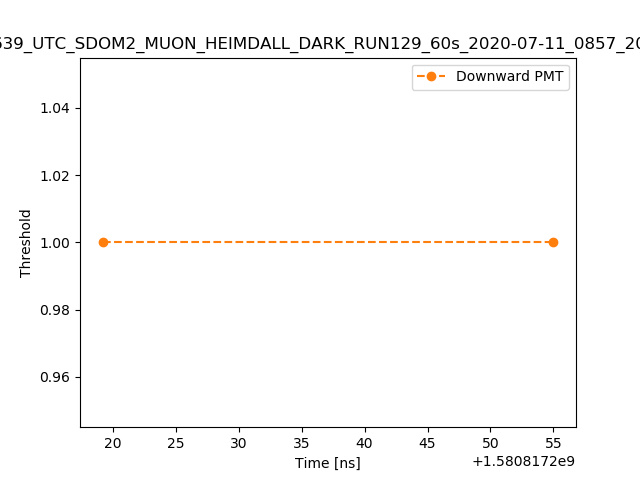 639_UTC_SDOM2_MUON_HEIMDALL_DARK_RUN129_60s_2020-07-11_0857_20
Downward PMT
1.04
1.02
1.00
0.98
0.96
Threshold
20 25 30 35 40 45 50 55
Time [ns]
+1.5808172e9